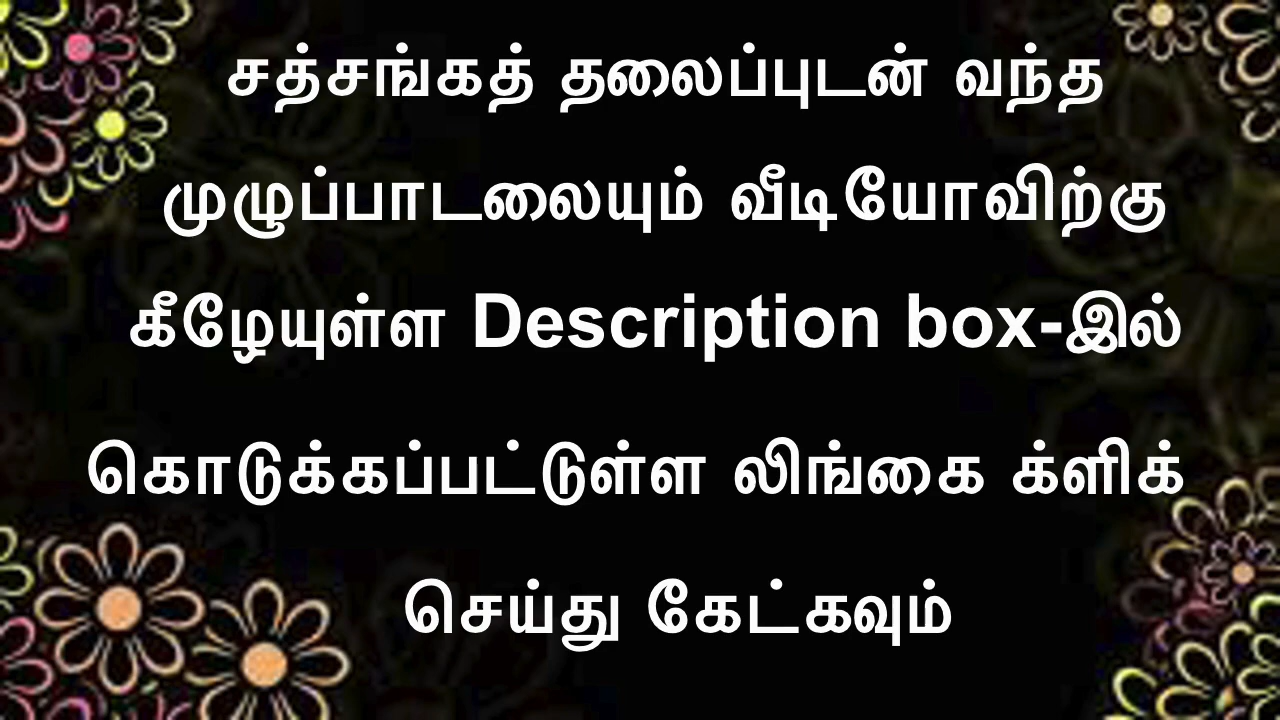 சத்சங்கத் தலைப்புடன் வந்த
முழுப்பாடலையும் வீடியோவிற்கு
கீழேயுள்ள Description box-இல்
கொடுக்கப்பட்டுள்ள லிங்கை க்ளிக்
செய்து கேட்கவும்